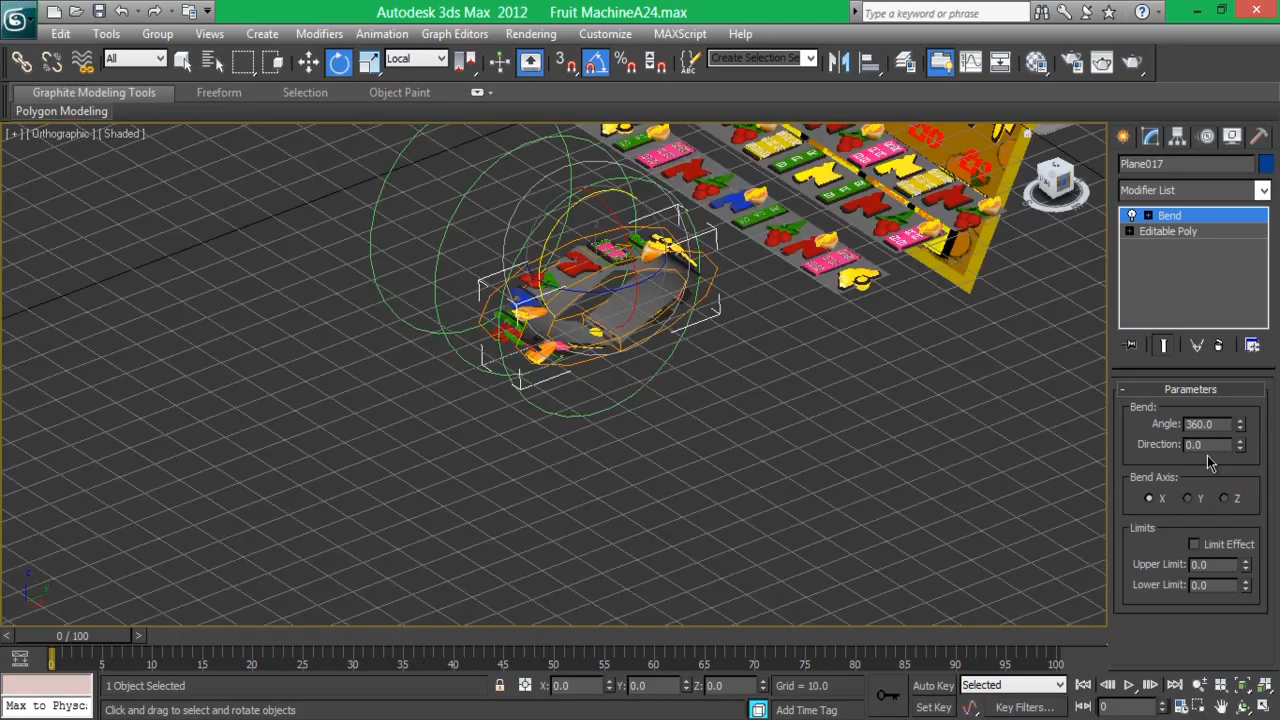 Autodesk 3ds Max 2012 Fruit MachineA24.max
Type a keyword or phrase
Edit Tools Group Views Create Modifiers Animation Graph Editors Rendering Customize MAXScript Help
All Local Create Selection Se
Graphite Modeling Tools Freeform Selection Object Paint
Polygon Modeling
[ + ] [ Orthographic ] [ Shaded ]
Plane017
Modifier List
Bend
Editable Poly
Parameters
Bend:
Angle: 360.0
Direction: 0.0
Bend Axis:
X Y Z
Limits
Limit Effect
Upper Limit: 0.0
Lower Limit: 0.0
0 / 100
0 5 10 15 20 25 30 35 40 45 50 55 60 65 70 75 80 85 90 95 100
1 Object Selected X: 0.0 Y: 0.0 Z: 0.0 Grid = 10.0 Auto Key Selected
Max to Physc: Click and drag to select and rotate objects Add Time Tag Set Key Key Filters... 0